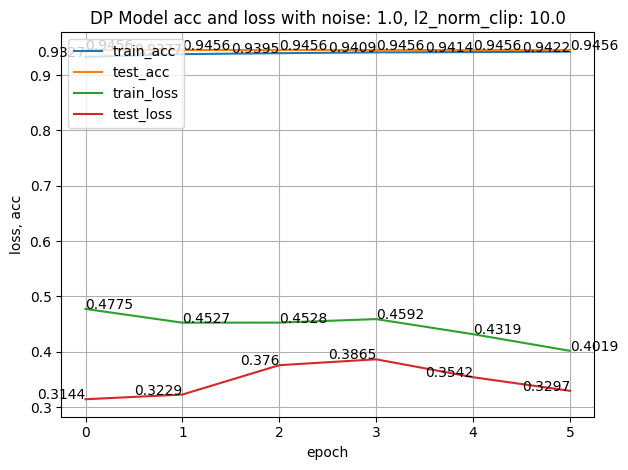 DP Model acc and loss with noise: 1.0, l2_norm_clip: 10.0
0.9456 0.9456 0.9456 0.9456 0.9456 0.9456
0.9327 0.9377 0.9395 0.9409 0.9414 0.9422
train_acc
test_acc
train_loss
test_loss
0.9
0.8
0.7
0.6
0.5
0.4
0.3
loss, acc
0.4775 0.4527 0.4528 0.4592 0.4319 0.4019
0.3144 0.3229 0.376 0.3865 0.3542 0.3297
0 1 2 3 4 5
epoch